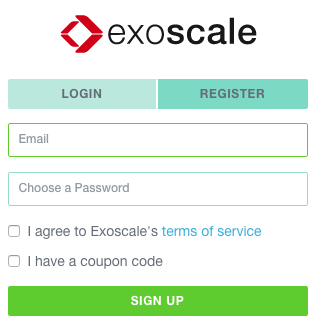 exoscale
LOGIN
REGISTER
Email
Choose a Password
I agree to Exoscale's terms of service
I have a coupon code
SIGN UP